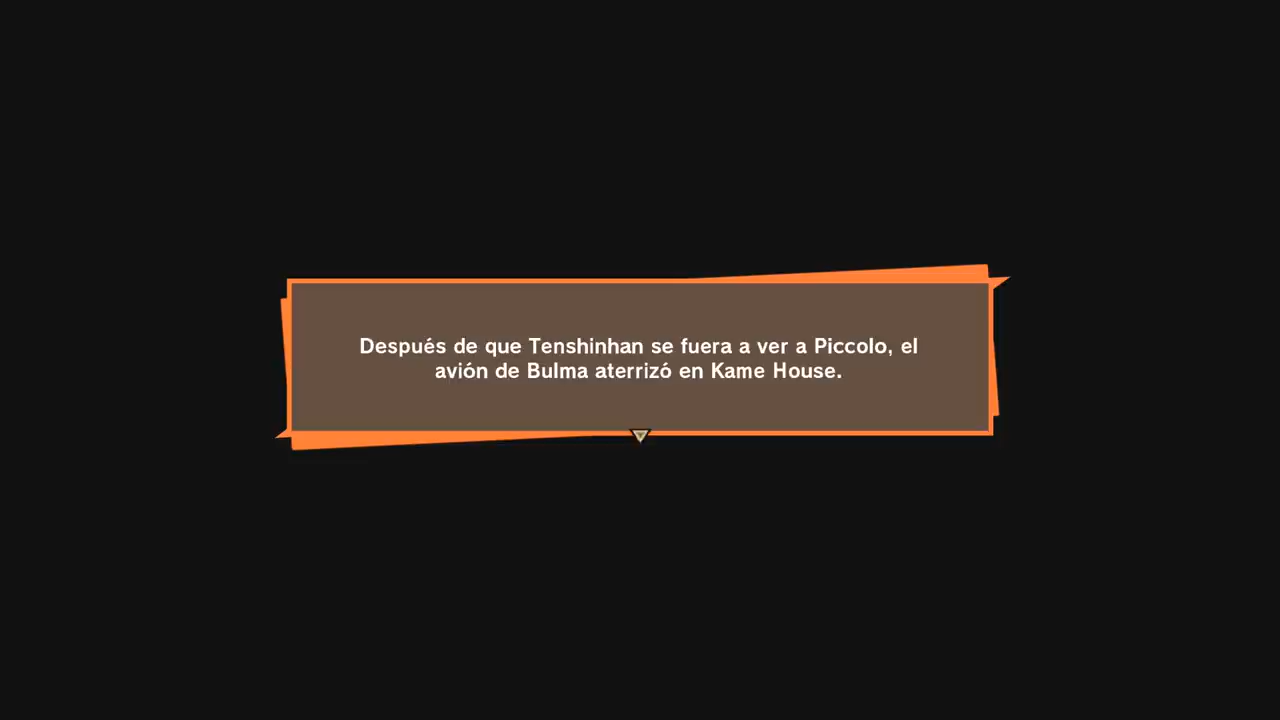 Después de que Tenshinhan se fuera a ver a Piccolo, el
avión de Bulma aterrizó en Kame House.